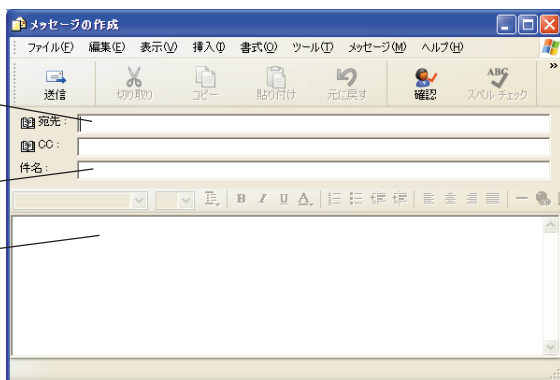 メッセージの作成
ファイル(F) 編集(E) 表示(V) 挿入(I) 書式(O) ツール(T) メッセージ(M) ヘルプ(H)
送信 切り取り コピー 貼り付け 元に戻す 確認 ABC スペル チェック »
宛先:
CC:
件名:
B I U A